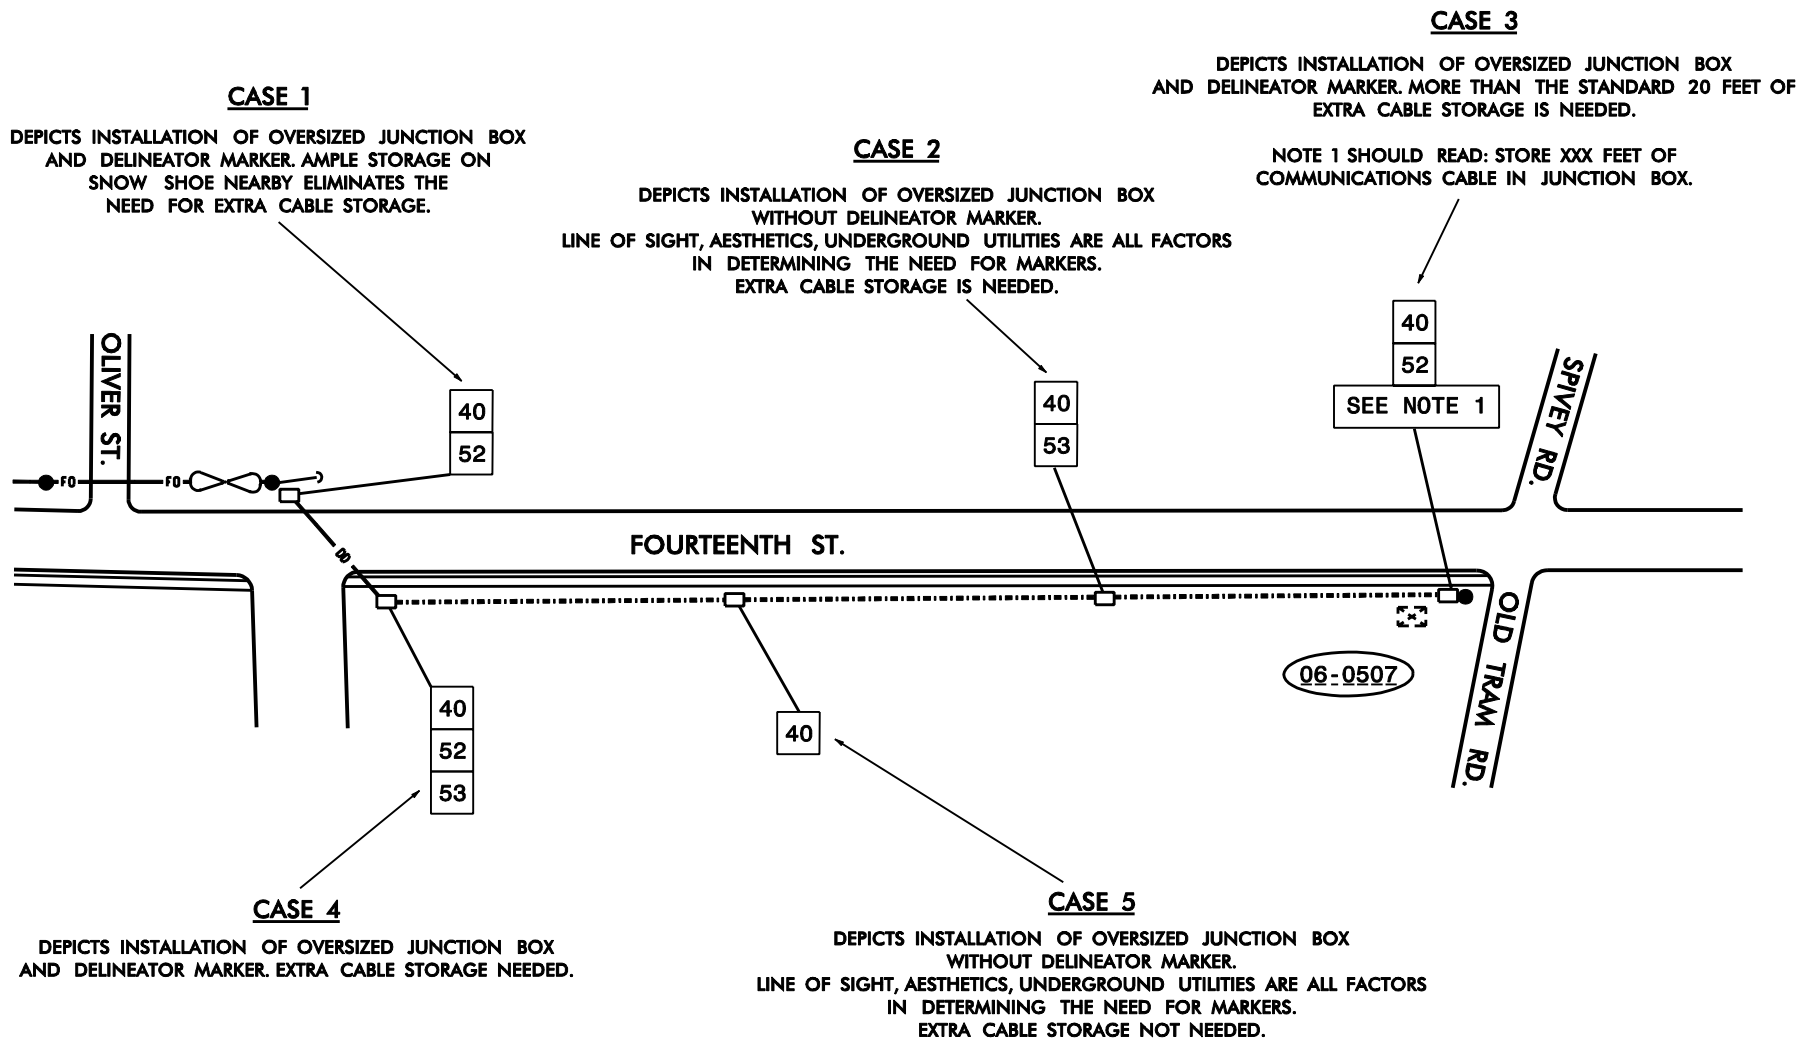 CASE 3
DEPICTS INSTALLATION OF OVERSIZED JUNCTION BOX
AND DELINEATOR MARKER. MORE THAN THE STANDARD 20 FEET OF
EXTRA CABLE STORAGE IS NEEDED.
NOTE 1 SHOULD READ: STORE XXX FEET OF
COMMUNICATIONS CABLE IN JUNCTION BOX.
CASE 1
DEPICTS INSTALLATION OF OVERSIZED JUNCTION BOX
AND DELINEATOR MARKER. AMPLE STORAGE ON
SNOW SHOE NEARBY ELIMINATES THE
NEED FOR EXTRA CABLE STORAGE.
CASE 2
DEPICTS INSTALLATION OF OVERSIZED JUNCTION BOX
WITHOUT DELINEATOR MARKER.
LINE OF SIGHT, AESTHETICS, UNDERGROUND UTILITIES ARE ALL FACTORS
IN DETERMINING THE NEED FOR MARKERS.
EXTRA CABLE STORAGE IS NEEDED.
40
52
SEE NOTE 1
OLIVER ST.
40
52
40
53
SPIVEY RD.
FO
FO
DD
FOURTEENTH ST.
OLD TRAM RD.
06-0507
40
52
53
40
CASE 4
DEPICTS INSTALLATION OF OVERSIZED JUNCTION BOX
AND DELINEATOR MARKER. EXTRA CABLE STORAGE NEEDED.
CASE 5
DEPICTS INSTALLATION OF OVERSIZED JUNCTION BOX
WITHOUT DELINEATOR MARKER.
LINE OF SIGHT, AESTHETICS, UNDERGROUND UTILITIES ARE ALL FACTORS
IN DETERMINING THE NEED FOR MARKERS.
EXTRA CABLE STORAGE NOT NEEDED.